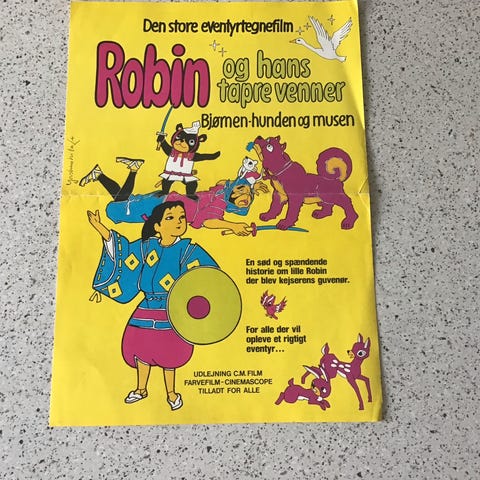 Den store eventyrtegnefilm
Robin og hans
tapre venner
Bjørnen-hunden og musen
En sød og spændende
historie om lille Robin
der blev kejserens guvenør.
For alle der vil
opleve et rigtigt
eventyr...
UDLEJNING C.M. FILM
FARVEFILM-CINEMASCOPE
TILLADT FOR ALLE